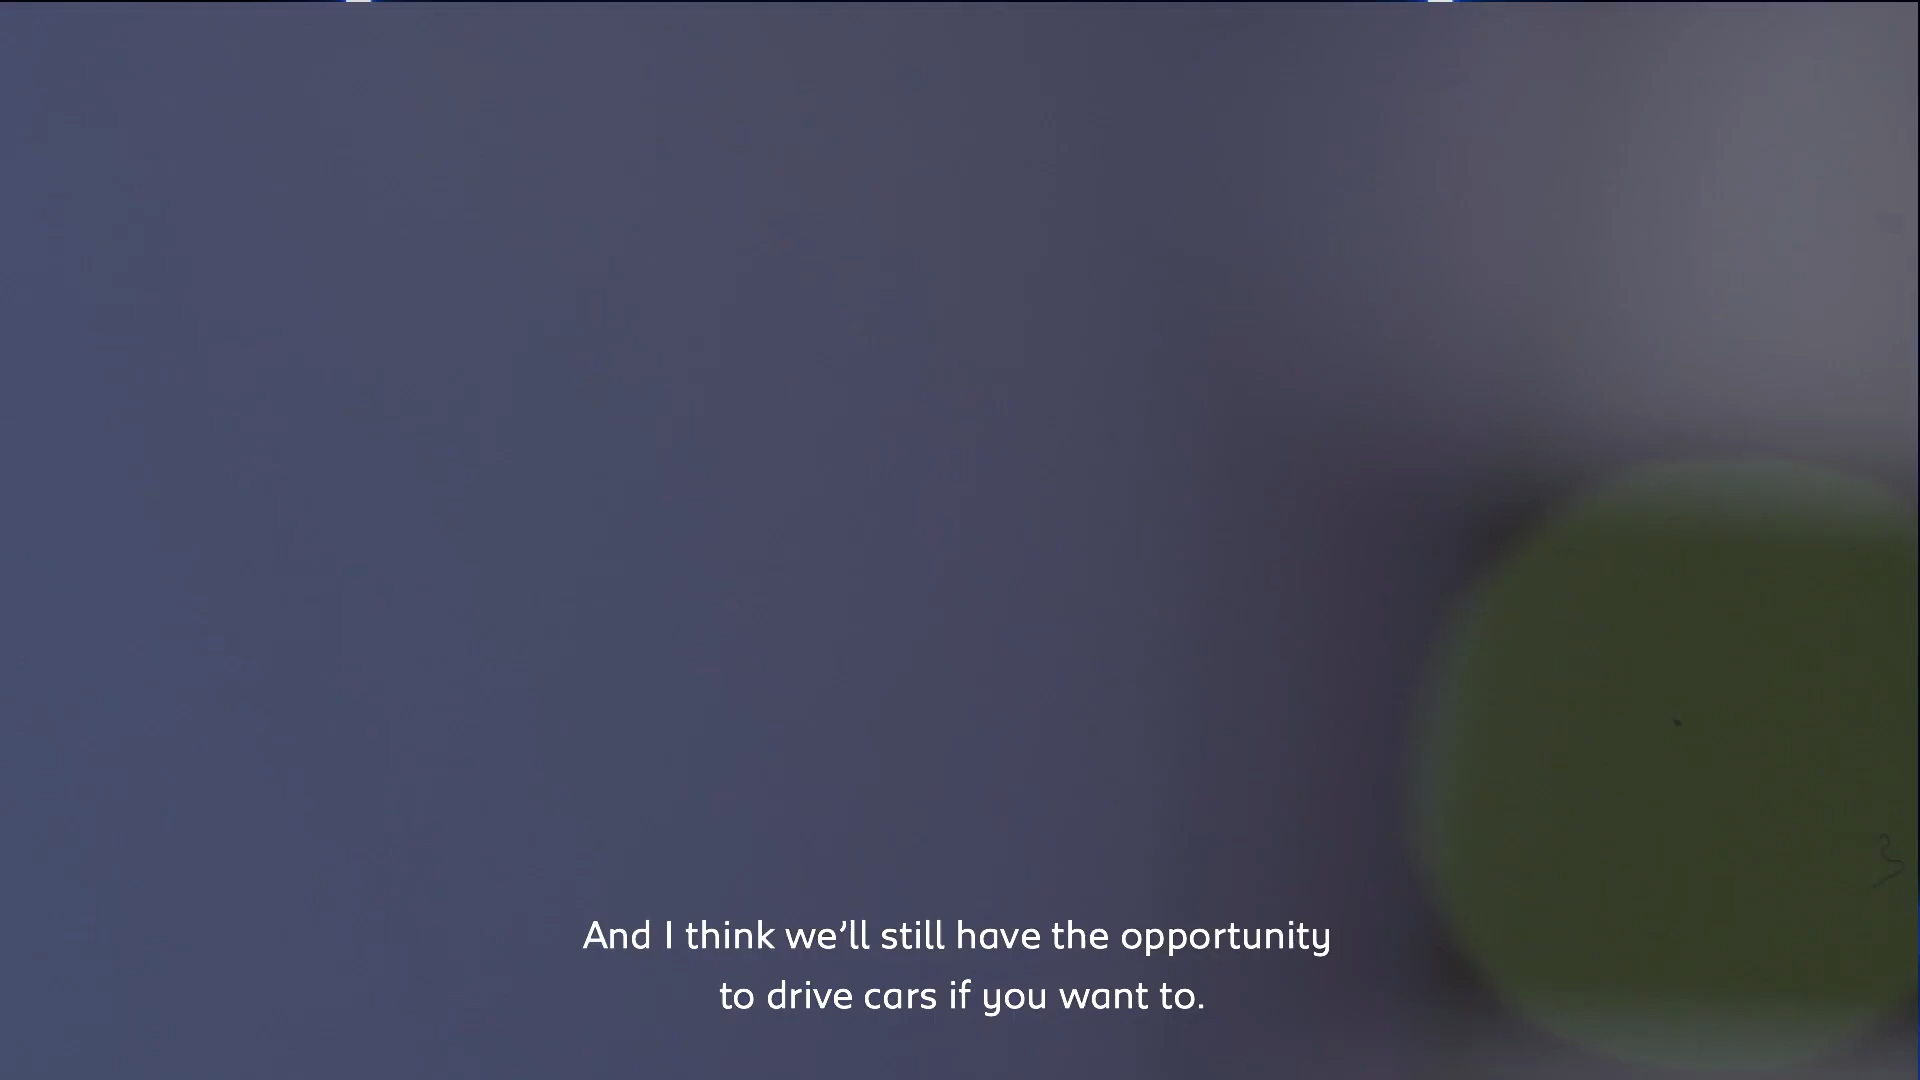 And I think we’ll still have the opportunity
to drive cars if you want to.